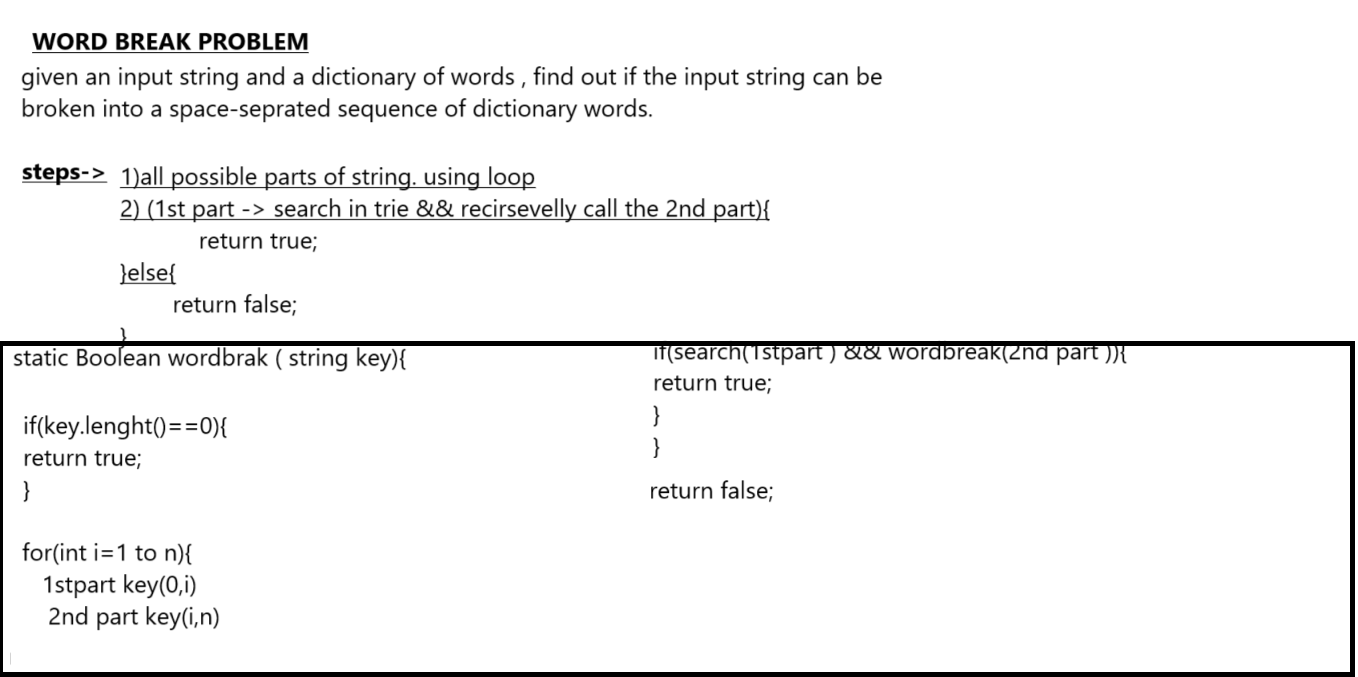 WORD BREAK PROBLEM
given an input string and a dictionary of words , find out if the input string can be
broken into a space-seprated sequence of dictionary words.
steps-> 1)all possible parts of string. using loop
2) (1st part -> search in trie && recirsevelly call the 2nd part){
return true;
}else{
return false;
}
static Boolean wordbrak ( string key){
if(key.lenght()==0){
return true;
}
for(int i=1 to n){
1stpart key(0,i)
2nd part key(i,n)
if(search(1stpart ) && wordbreak(2nd part )){
return true;
}
}
return false;